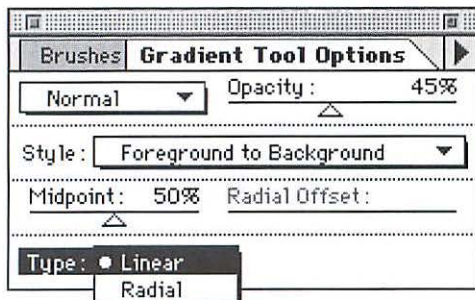 Brushes Gradient Tool Options
Normal Opacity: 45%
Style: Foreground to Background
Midpoint: 50% Radial Offset:
Type: Linear
Radial